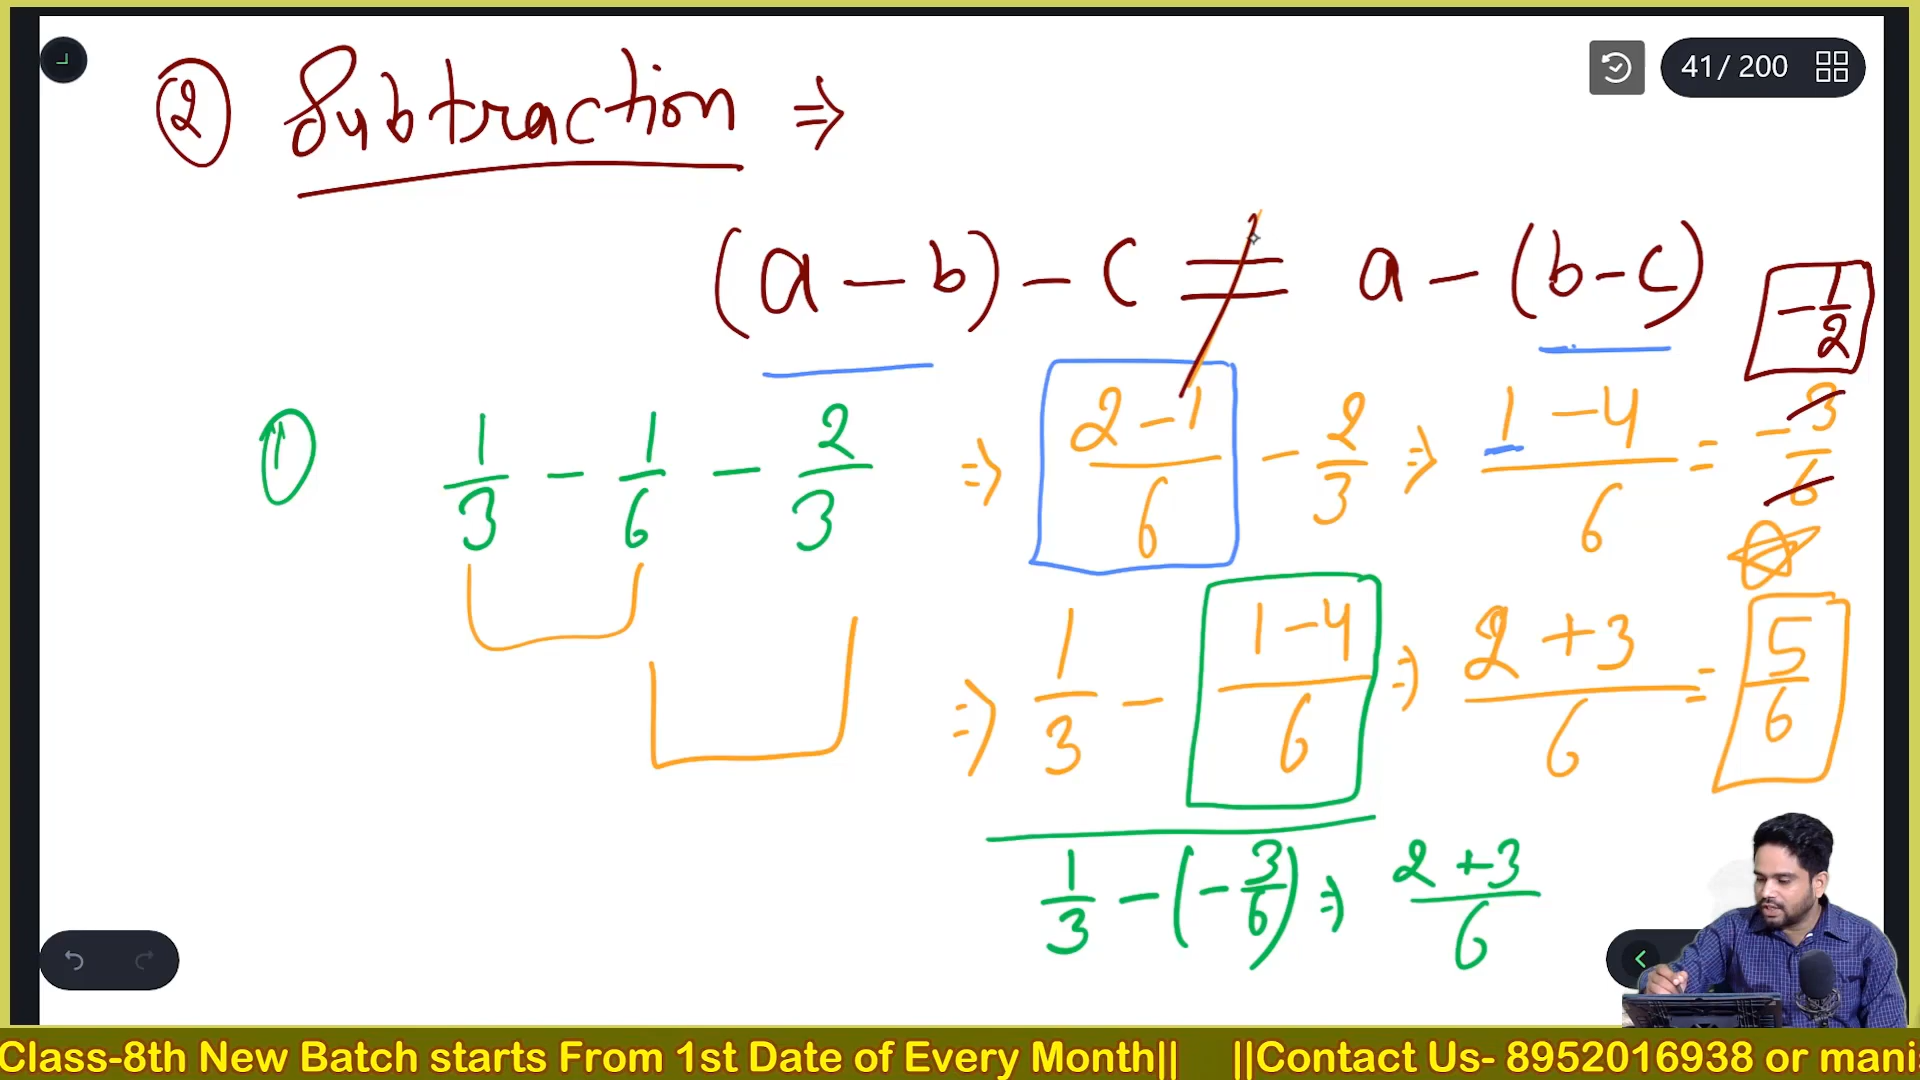 41 / 200
② Subtraction ⇒
(a - b) - c ≠ a - (b - c)
-1/2
① 1/3 - 1/6 - 2/3 ⇒ (2 - 1)/6 - 2/3 ⇒ (1 - 4)/6 = -3/6
⇒ 1/3 - (1 - 4)/6 ⇒ (2 + 3)/6 = 5/6
1/3 - (-3/6) ⇒ (2 + 3)/6
Class-8th New Batch starts From 1st Date of Every Month|| ||Contact Us- 8952016938 or mani